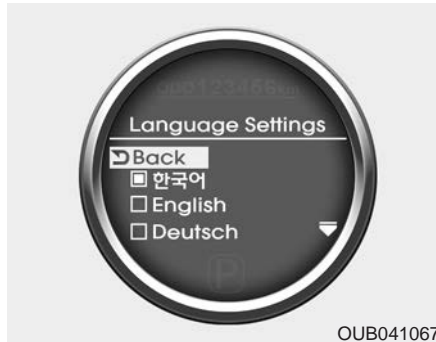 Language Settings
Back
한국어
English
Deutsch
OUB041067